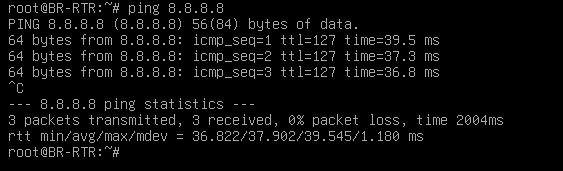 root@BR-RTR:~# ping 8.8.8.8
PING 8.8.8.8 (8.8.8.8) 56(84) bytes of data.
64 bytes from 8.8.8.8: icmp_seq=1 ttl=127 time=39.5 ms
64 bytes from 8.8.8.8: icmp_seq=2 ttl=127 time=37.3 ms
64 bytes from 8.8.8.8: icmp_seq=3 ttl=127 time=36.8 ms
^C
--- 8.8.8.8 ping statistics ---
3 packets transmitted, 3 received, 0% packet loss, time 2004ms
rtt min/avg/max/mdev = 36.822/37.902/39.545/1.180 ms
root@BR-RTR:~#